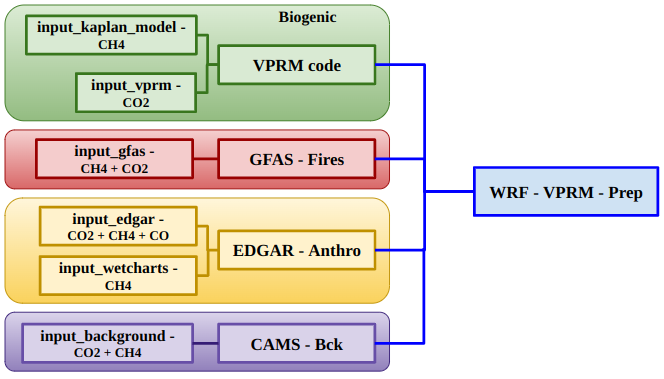 Biogenic
input_kaplan_model -
CH4
VPRM code
input_vprm -
CO2
input_gfas -
CH4 + CO2
GFAS - Fires
WRF - VPRM - Prep
input_edgar -
CO2 + CH4 + CO
EDGAR - Anthro
input_wetcharts -
CH4
input_background -
CO2 + CH4
CAMS - Bck